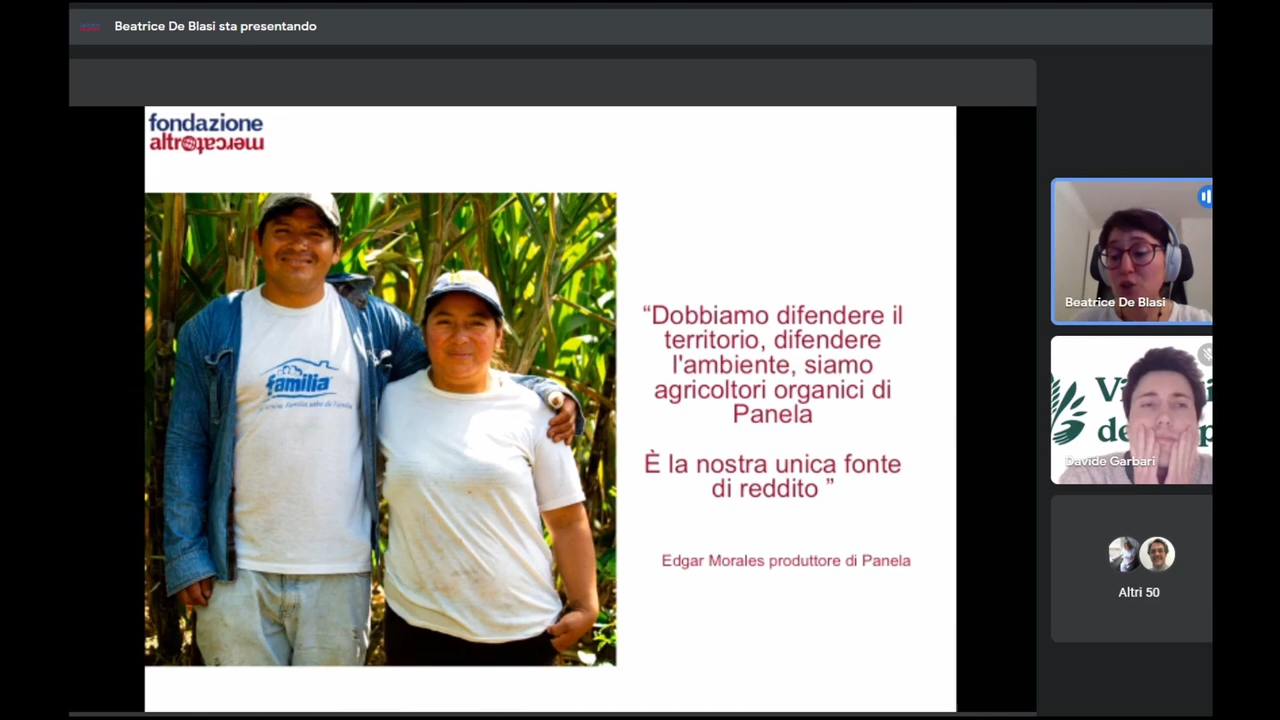 Beatrice De Blasi sta presentando
fondazione
altromercato
familia
“Dobbiamo difendere il
territorio, difendere
l'ambiente, siamo
agricoltori organici di
Panela
È la nostra unica fonte
di reddito ”
Edgar Morales produttore di Panela
Beatrice De Blasi
Davide Garbari
Altri 50